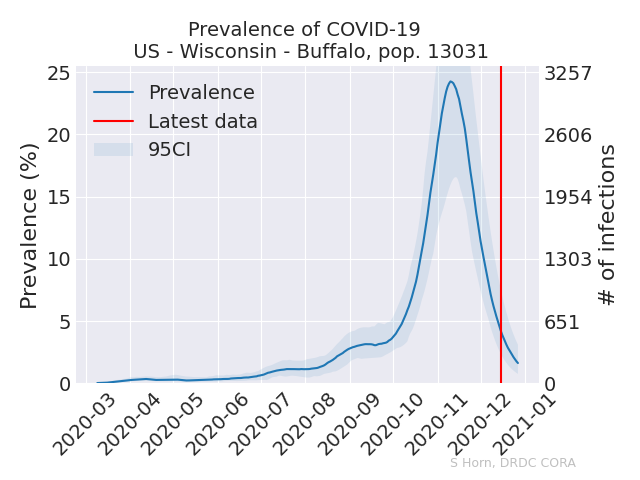 Prevalence of COVID-19
US - Wisconsin - Buffalo, pop. 13031
Prevalence
Latest data
95CI
Prevalence (%)
25
20
15
10
5
0
3257
2606
1954
1303
651
0
# of infections
2020-03
2020-04
2020-05
2020-06
2020-07
2020-08
2020-09
2020-10
2020-11
2020-12
2021-01
S Horn, DRDC CORA